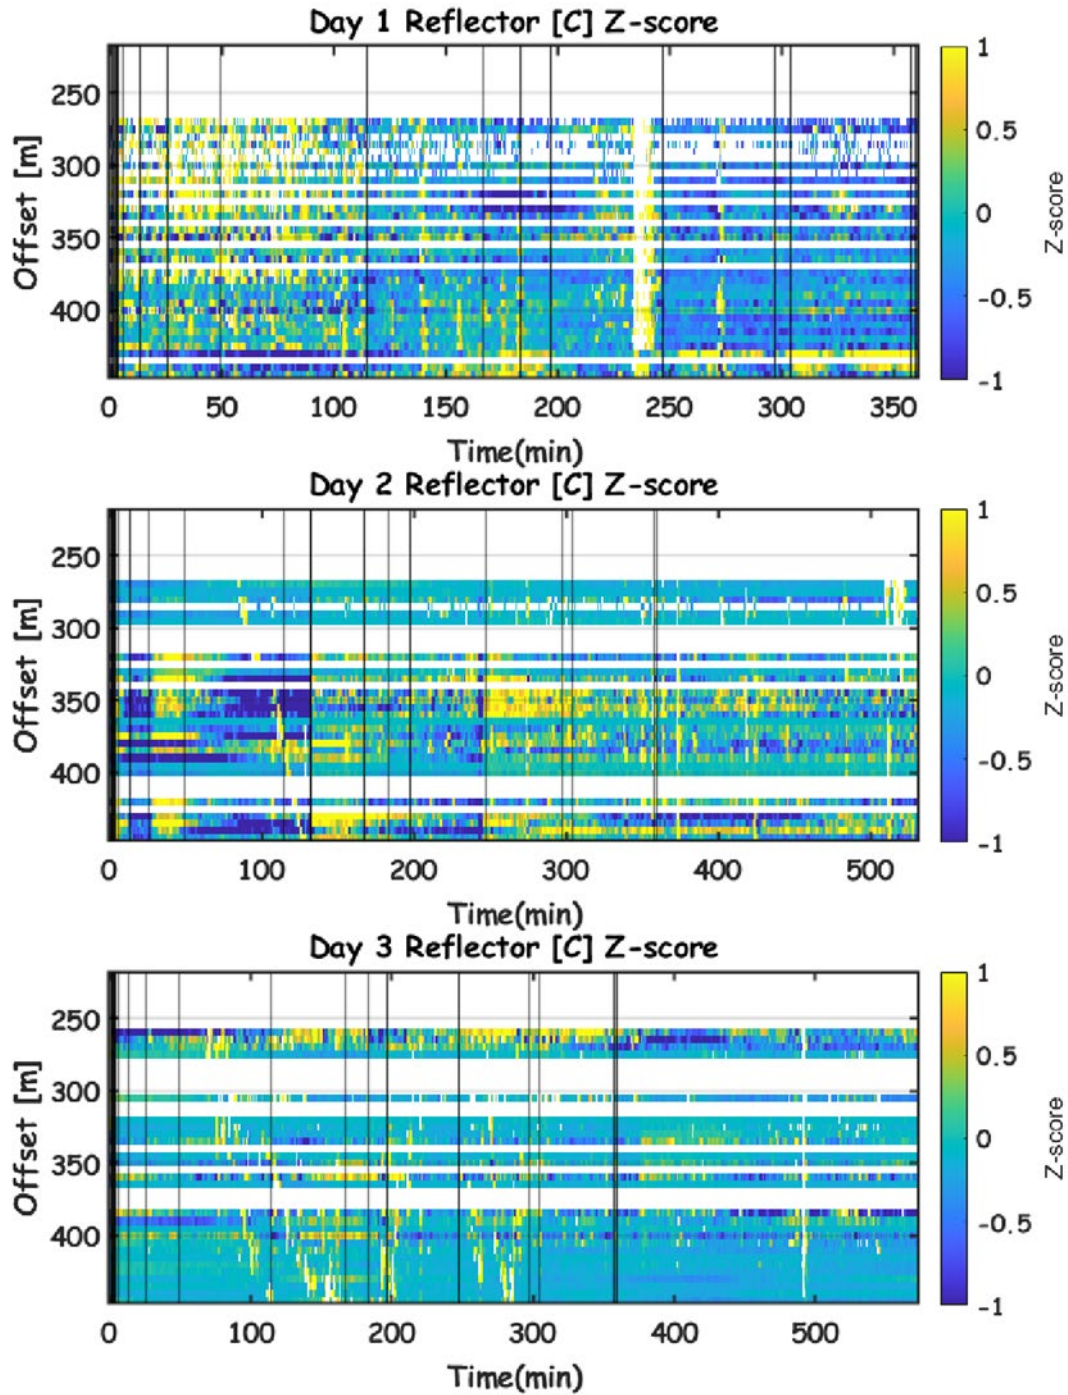 Day 1 Reflector [C] Z-score
Offset [m]
250
300
350
400
0 50 100 150 200 250 300 350
Time(min)
1
0.5
0
-0.5
-1
Z-score
Day 2 Reflector [C] Z-score
Offset [m]
250
300
350
400
0 100 200 300 400 500
Time(min)
1
0.5
0
-0.5
-1
Z-score
Day 3 Reflector [C] Z-score
Offset [m]
250
300
350
400
0 100 200 300 400 500
Time(min)
1
0.5
0
-0.5
-1
Z-score